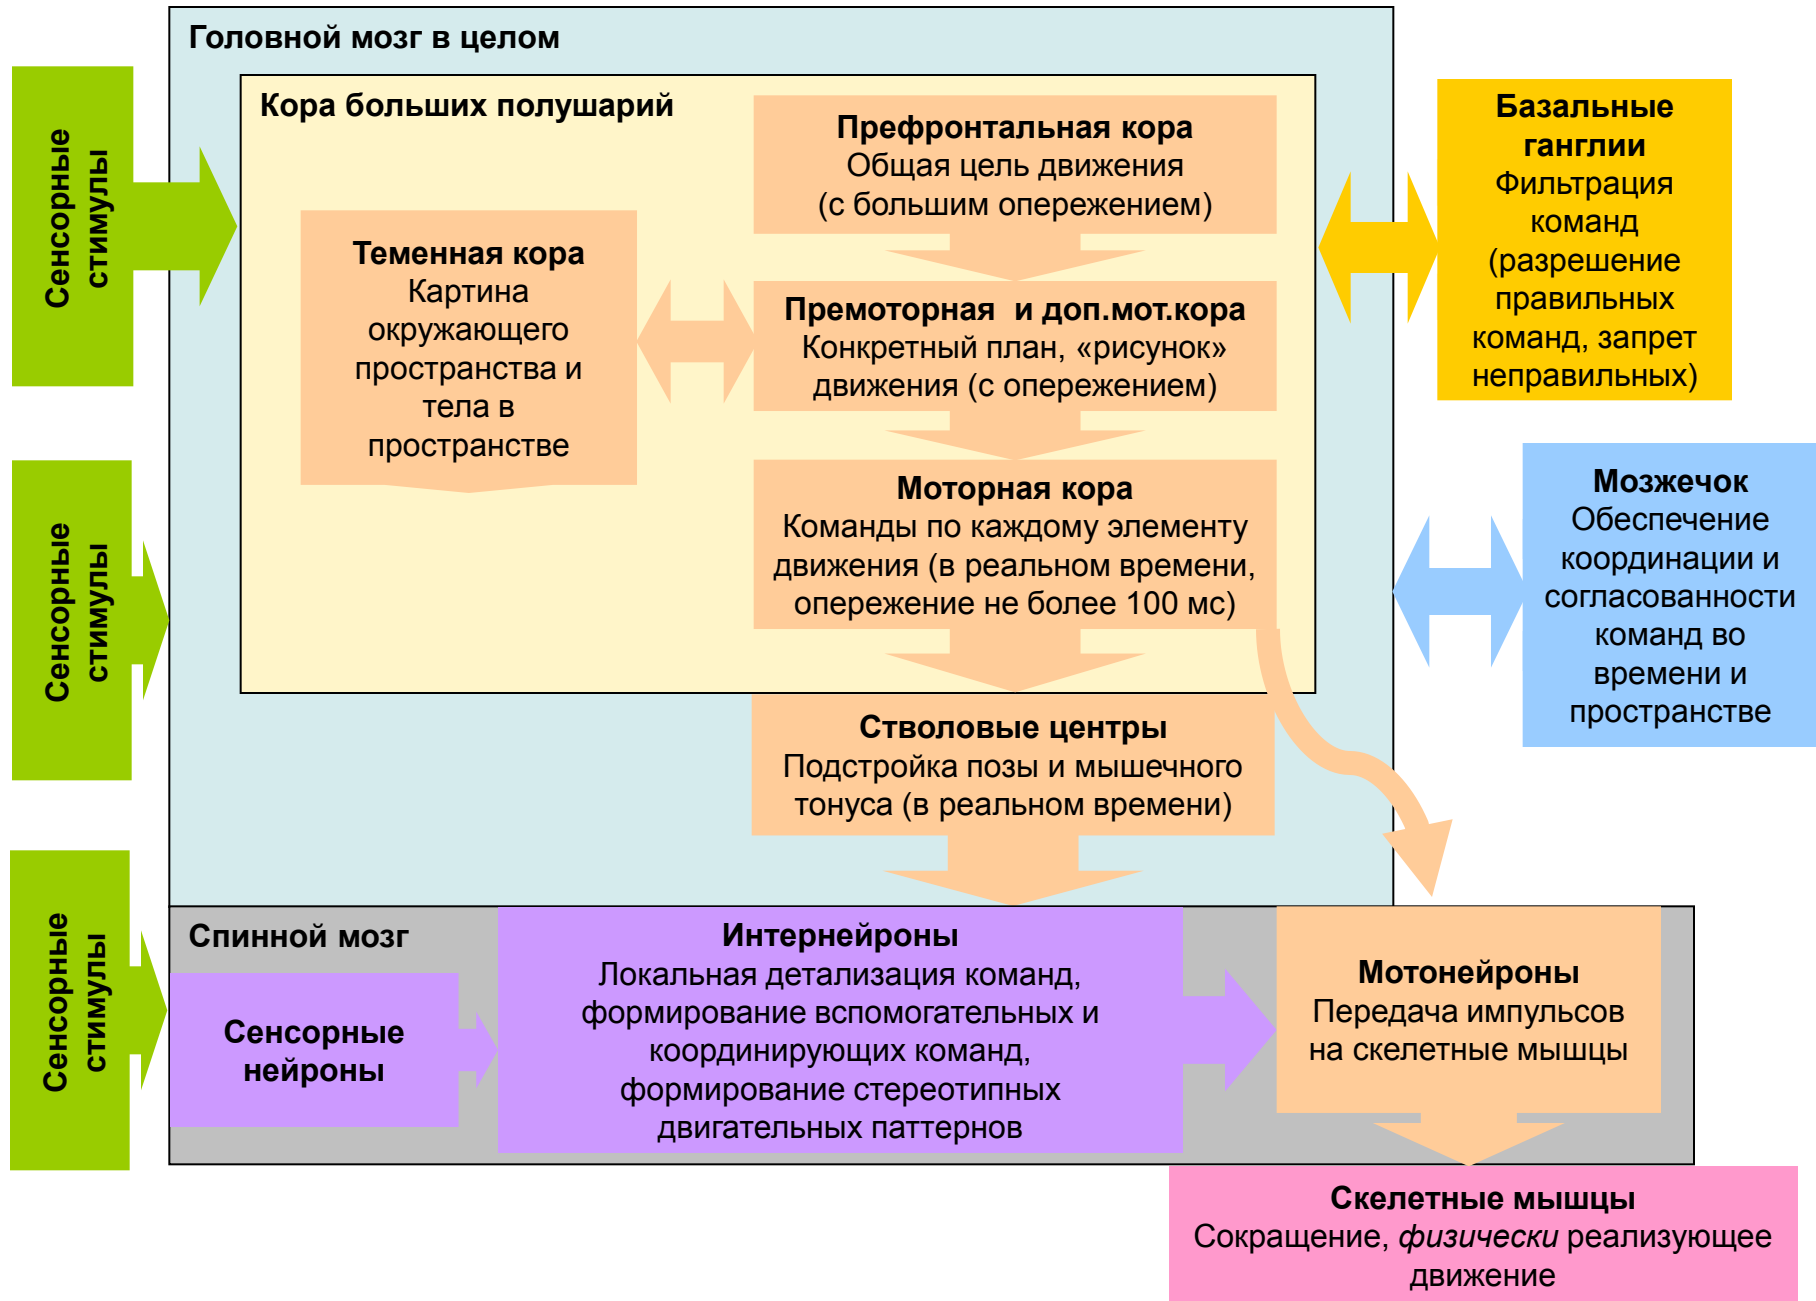 Головной мозг в целом
Сенсорные
стимулы
Кора больших полушарий
Префронтальная кора
Общая цель движения
(с большим опережением)
Базальные
ганглии
Фильтрация
команд
(разрешение
правильных
команд, запрет
неправильных)
Теменная кора
Картина
окружающего
пространства и
тела в
пространстве
Премоторная и доп.мот.кора
Конкретный план, «рисунок»
движения (с опережением)
Сенсорные
стимулы
Моторная кора
Команды по каждому элементу
движения (в реальном времени,
опережение не более 100 мс)
Мозжечок
Обеспечение
координации и
согласованности
команд во
времени и
пространстве
Стволовые центры
Подстройка позы и мышечного
тонуса (в реальном времени)
Сенсорные
стимулы
Спинной мозг
Сенсорные
нейроны
Интернейроны
Локальная детализация команд,
формирование вспомогательных и
координирующих команд,
формирование стереотипных
двигательных паттернов
Мотонейроны
Передача импульсов
на скелетные мышцы
Скелетные мышцы
Сокращение, физически реализующее
движение